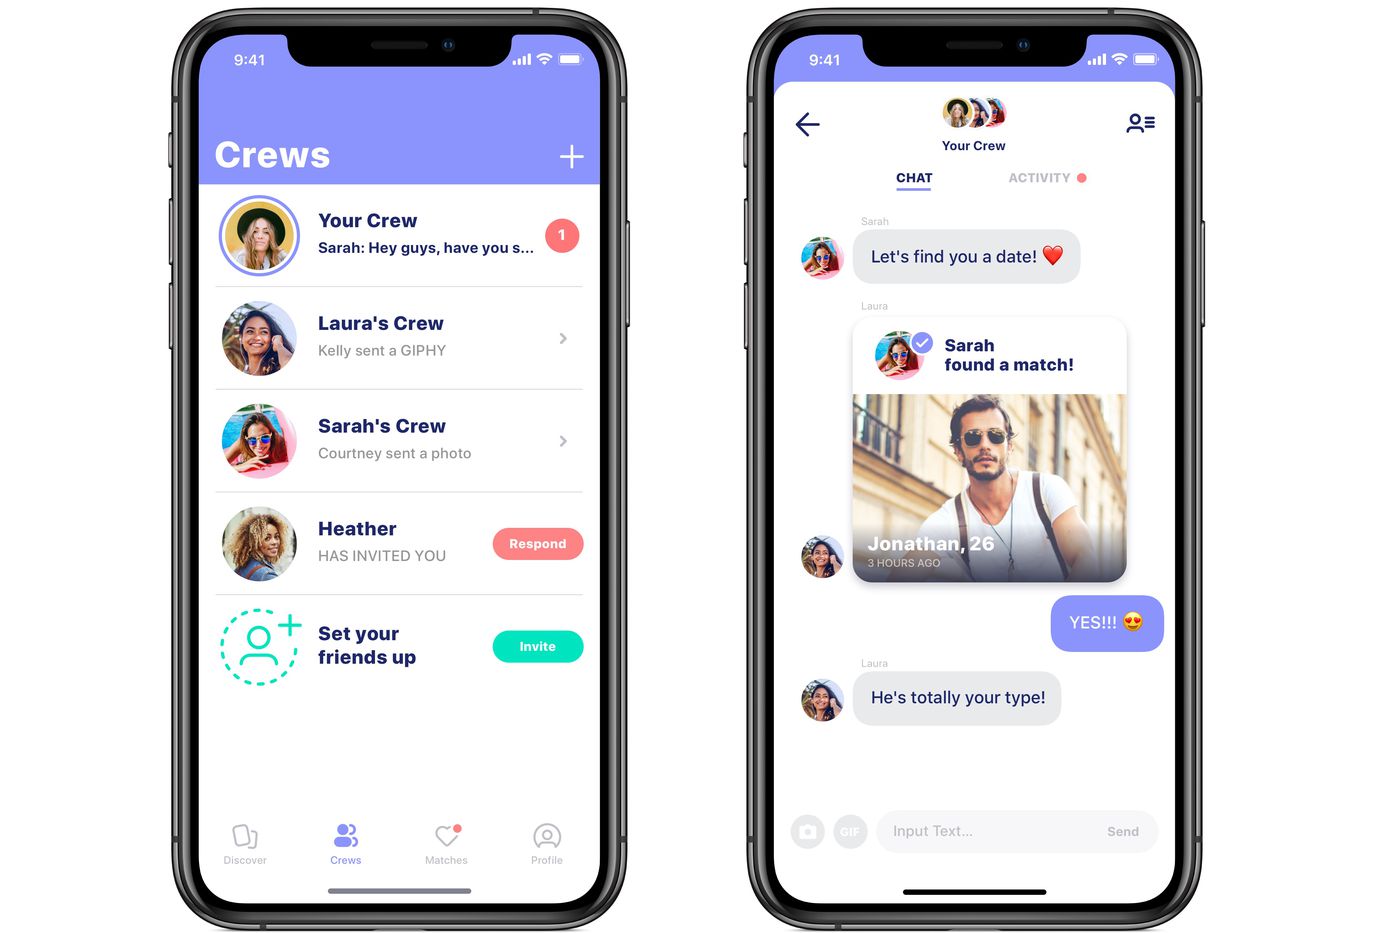 9:41
Crews
Your Crew
Sarah: Hey guys, have you s...
1
Laura's Crew
Kelly sent a GIPHY
Sarah's Crew
Courtney sent a photo
Heather
HAS INVITED YOU
Respond
Set your
friends up
Invite
Discover
Crews
Matches
Profile
9:41
Your Crew
CHAT
ACTIVITY
Sarah
Let's find you a date! ❤️
Laura
Sarah
found a match!
Jonathan, 26
3 HOURS AGO
YES!!! 😍
Laura
He's totally your type!
GIF
Input Text...
Send